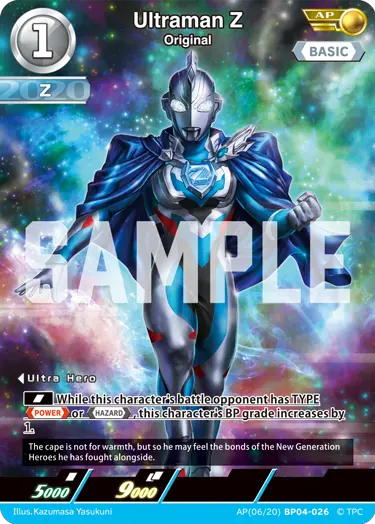 Ultraman Z
Original
AP
1
BASIC
2020
Z
SAMPLE
Ultra Hero
While this character's battle opponent has TYPE
POWER or HAZARD, this character's BP grade increases by
1.
The cape is not for warmth, but so he may feel the bonds of the New Generation
Heroes he has fought alongside.
5000 9000
Illus.Kazumasa Yasukuni AP(06/20) BP04-026 © TPC